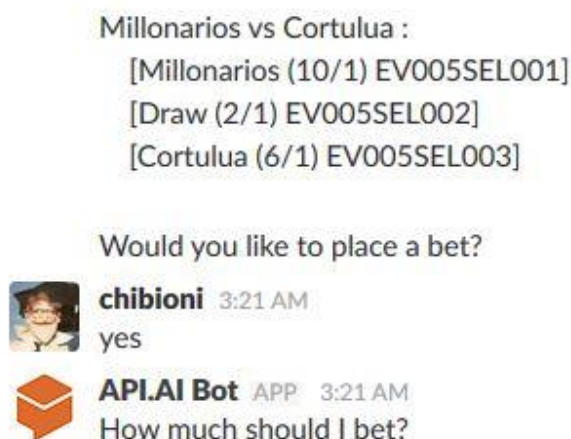 Millonarios vs Cortulua :
[Millonarios (10/1) EV005SEL001]
[Draw (2/1) EV005SEL002]
[Cortulua (6/1) EV005SEL003]
Would you like to place a bet?
chibioni 3:21 AM
yes
API.AI Bot APP 3:21 AM
How much should I bet?